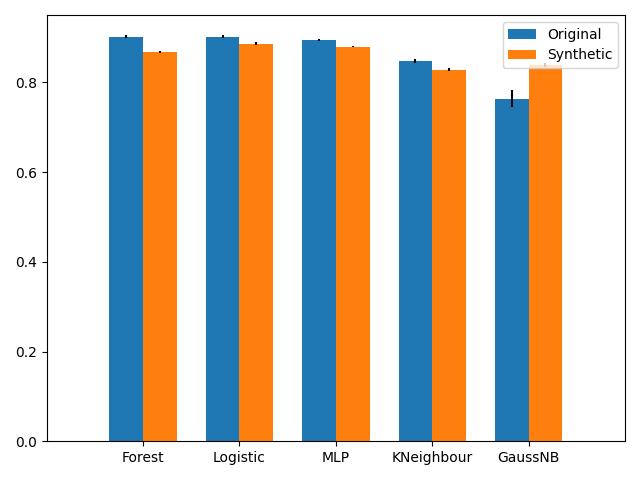 Original
Synthetic
0.8
0.6
0.4
0.2
0.0
Forest
Logistic
MLP
KNeighbour
GaussNB